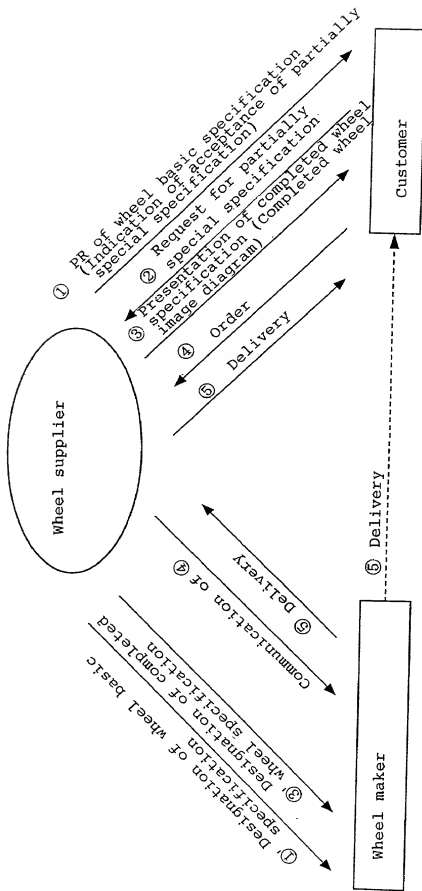 ① PR of wheel basic specification
(Indication of acceptance of partially
special specification)
② Request for partially
special specification
③ Presentation of completed wheel
specification (Completed wheel
image diagram)
④ Order
⑤ Delivery
Wheel supplier
Customer
⑤ Delivery
④ Communication of
⑤ Delivery
③' Designation of completed
wheel specification
①' Designation of wheel basic
specification
Wheel maker